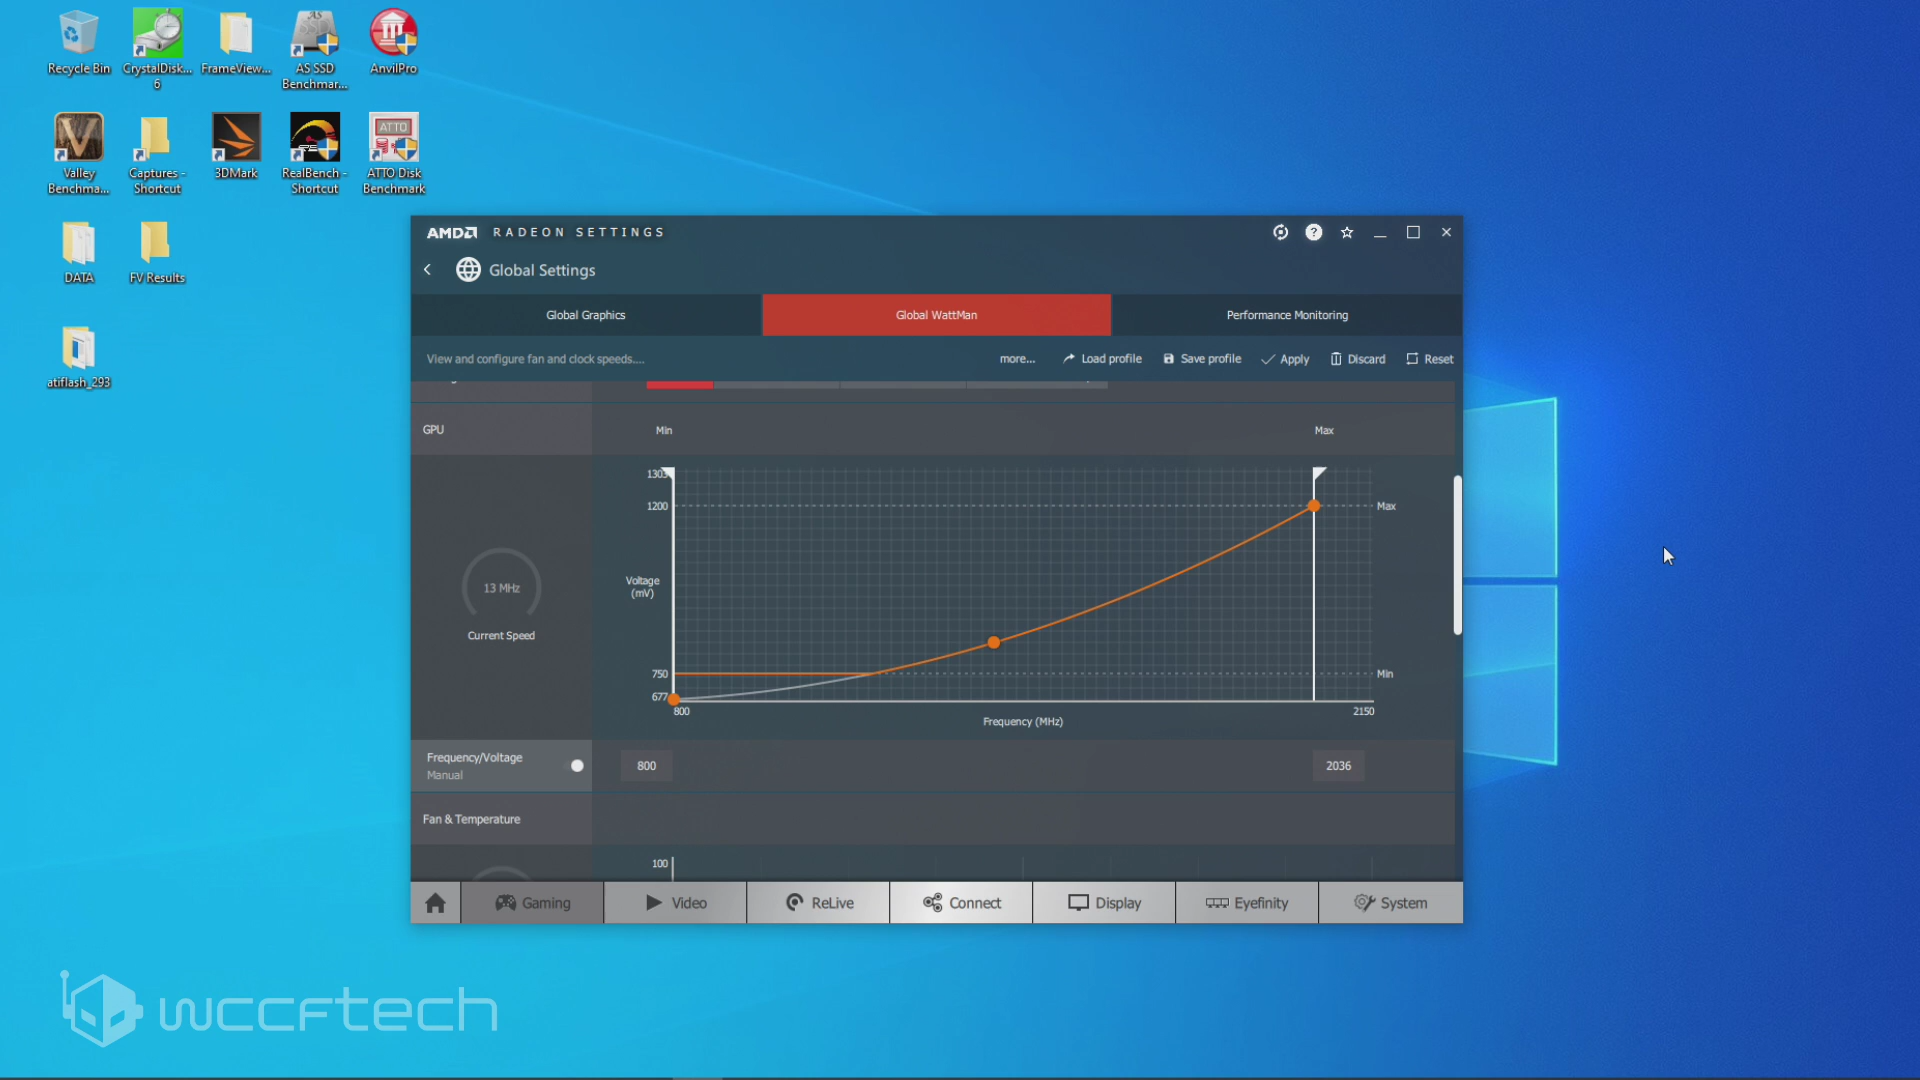 Recycle Bin
CrystalDisk... 6
FrameView...
AS SSD Benchmar...
AnvilPro
AS
SSD
ATTO
V
Valley Benchma...
Captures - Shortcut
3DMark
RealBench - Shortcut
ATTO Disk Benchmark
DATA
FV Results
atiflash_293
AMD RADEON SETTINGS
?
Global Settings
Global Graphics
Global WattMan
Performance Monitoring
View and configure fan and clock speeds....
more...
Load profile
Save profile
Apply
Discard
Reset
GPU
Min
Max
1303
1200
Max
Voltage
(mV)
13 MHz
Current Speed
750
Min
677
800
2150
Frequency (MHz)
Frequency/Voltage
Manual
800
2036
Fan & Temperature
100
Gaming
Video
ReLive
Connect
Display
Eyefinity
System
wccftech